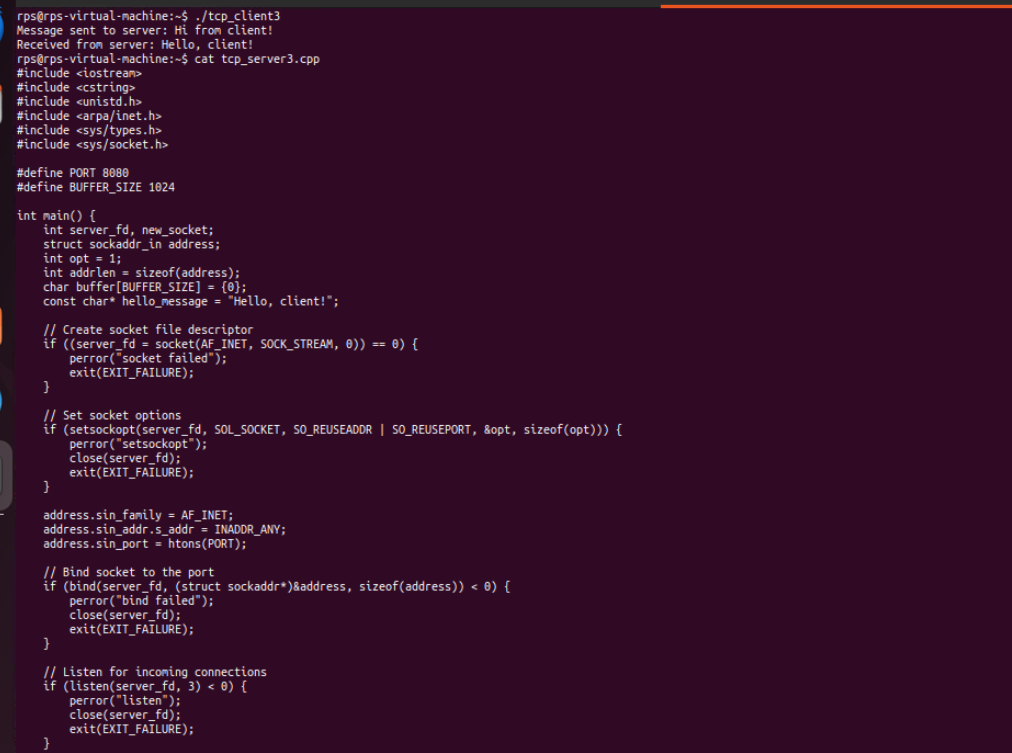 rps@rps-virtual-machine:~$ ./tcp_client3
Message sent to server: Hi from client!
Received from server: Hello, client!
rps@rps-virtual-machine:~$ cat tcp_server3.cpp
#include <iostream>
#include <cstring>
#include <unistd.h>
#include <arpa/inet.h>
#include <sys/types.h>
#include <sys/socket.h>

#define PORT 8080
#define BUFFER_SIZE 1024

int main() {
    int server_fd, new_socket;
    struct sockaddr_in address;
    int opt = 1;
    int addrlen = sizeof(address);
    char buffer[BUFFER_SIZE] = {0};
    const char* hello_message = "Hello, client!";

    // Create socket file descriptor
    if ((server_fd = socket(AF_INET, SOCK_STREAM, 0)) == 0) {
        perror("socket failed");
        exit(EXIT_FAILURE);
    }

    // Set socket options
    if (setsockopt(server_fd, SOL_SOCKET, SO_REUSEADDR | SO_REUSEPORT, &opt, sizeof(opt))) {
        perror("setsockopt");
        close(server_fd);
        exit(EXIT_FAILURE);
    }

    address.sin_family = AF_INET;
    address.sin_addr.s_addr = INADDR_ANY;
    address.sin_port = htons(PORT);

    // Bind socket to the port
    if (bind(server_fd, (struct sockaddr*)&address, sizeof(address)) < 0) {
        perror("bind failed");
        close(server_fd);
        exit(EXIT_FAILURE);
    }

    // Listen for incoming connections
    if (listen(server_fd, 3) < 0) {
        perror("listen");
        close(server_fd);
        exit(EXIT_FAILURE);
    }